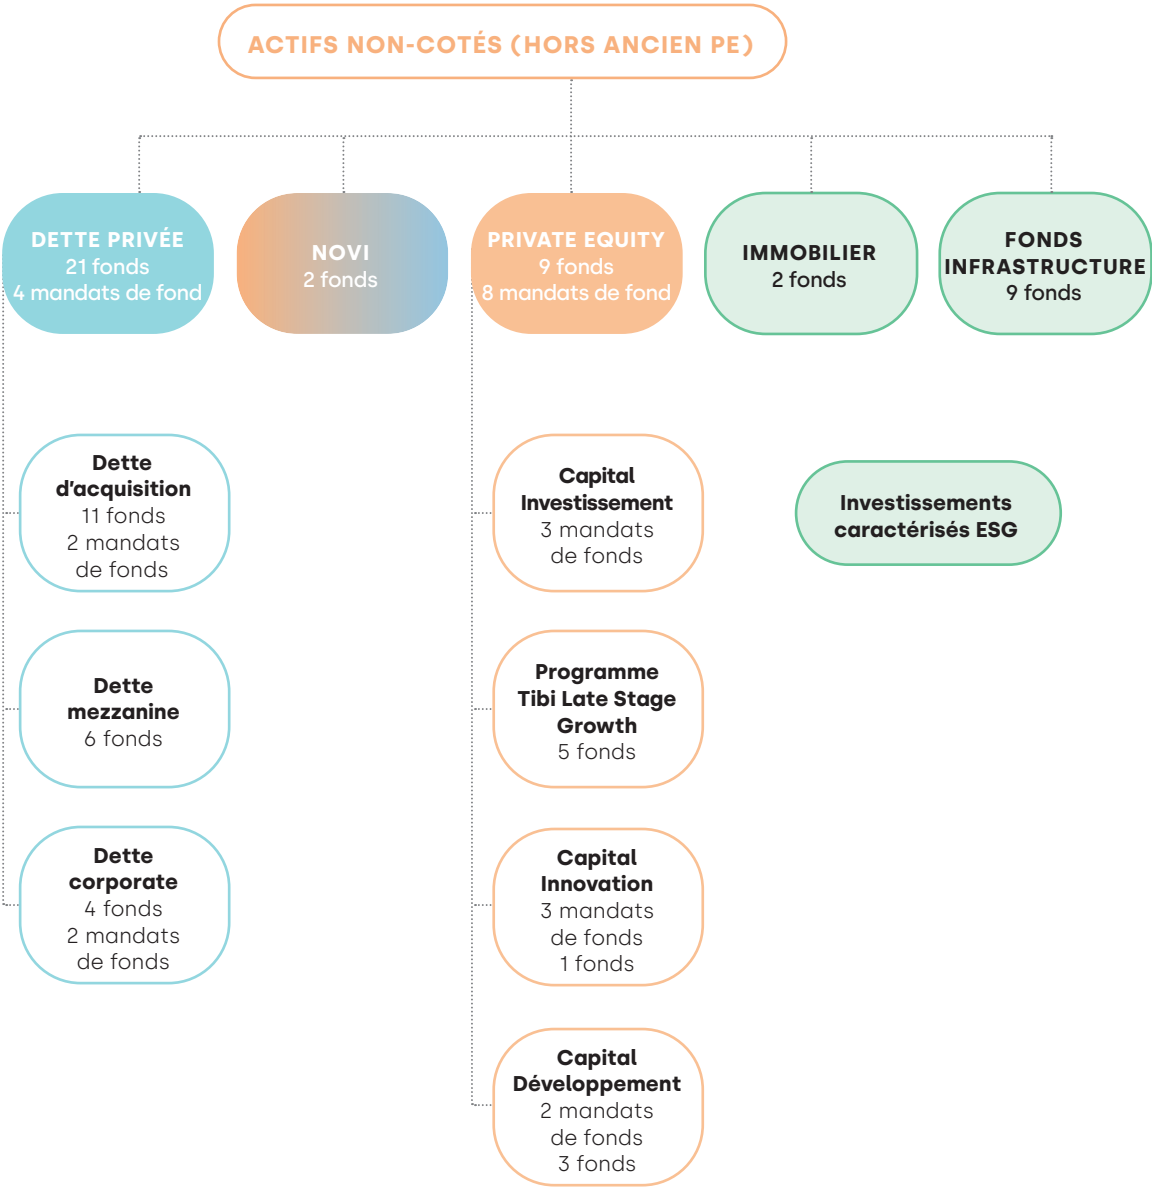 ACTIFS NON-COTÉS (HORS ANCIEN PE)
DETTE PRIVÉE
21 fonds
4 mandats de fond
NOVI
2 fonds
PRIVATE EQUITY
9 fonds
8 mandats de fond
IMMOBILIER
2 fonds
FONDS
INFRASTRUCTURE
9 fonds
Dette
d'acquisition
11 fonds
2 mandats
de fonds
Dette
mezzanine
6 fonds
Dette
corporate
4 fonds
2 mandats
de fonds
Capital
Investissement
3 mandats
de fonds
Programme
Tibi Late Stage
Growth
5 fonds
Capital
Innovation
3 mandats
de fonds
1 fonds
Capital
Développement
2 mandats
de fonds
3 fonds
Investissements
caractérisés ESG